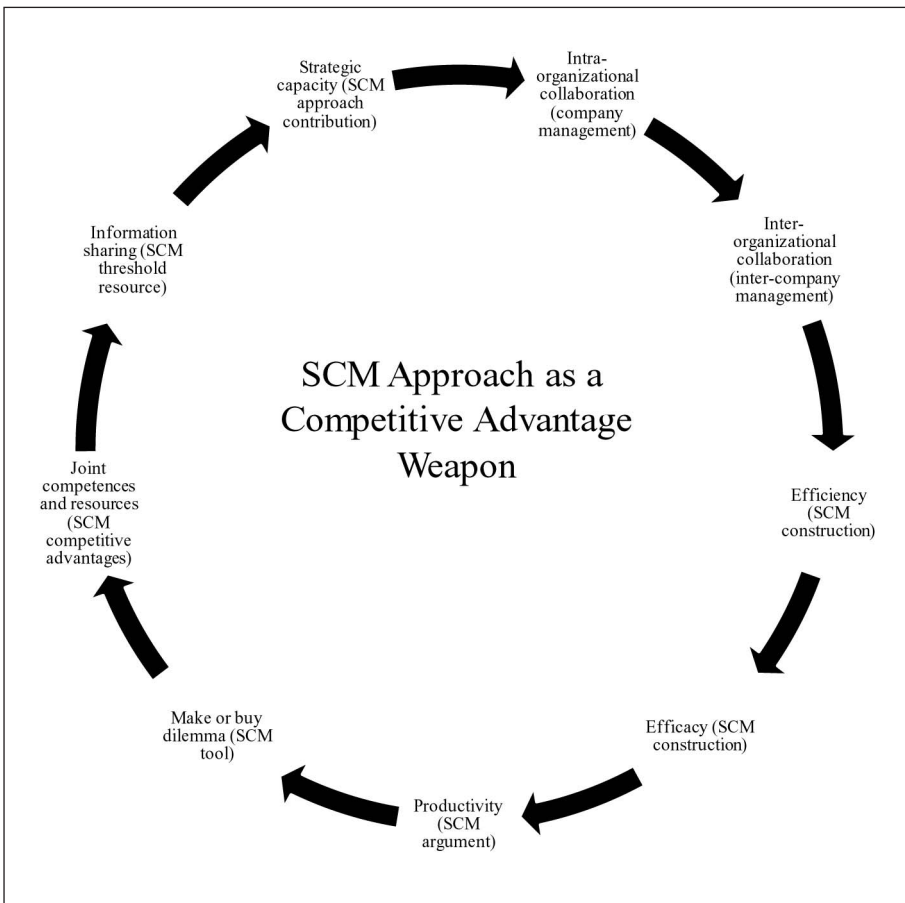 Strategic
capacity (SCM
approach
contribution)
Intra-
organizational
collaboration
(company
management)
Inter-
organizational
collaboration
(inter-company
management)
Efficiency
(SCM
construction)
Efficacy (SCM
construction)
Productivity
(SCM
argument)
Make or buy
dilemma (SCM
tool)
Joint
competences
and resources
(SCM
competitive
advantages)
Information
sharing (SCM
threshold
resource)
SCM Approach as a
Competitive Advantage
Weapon